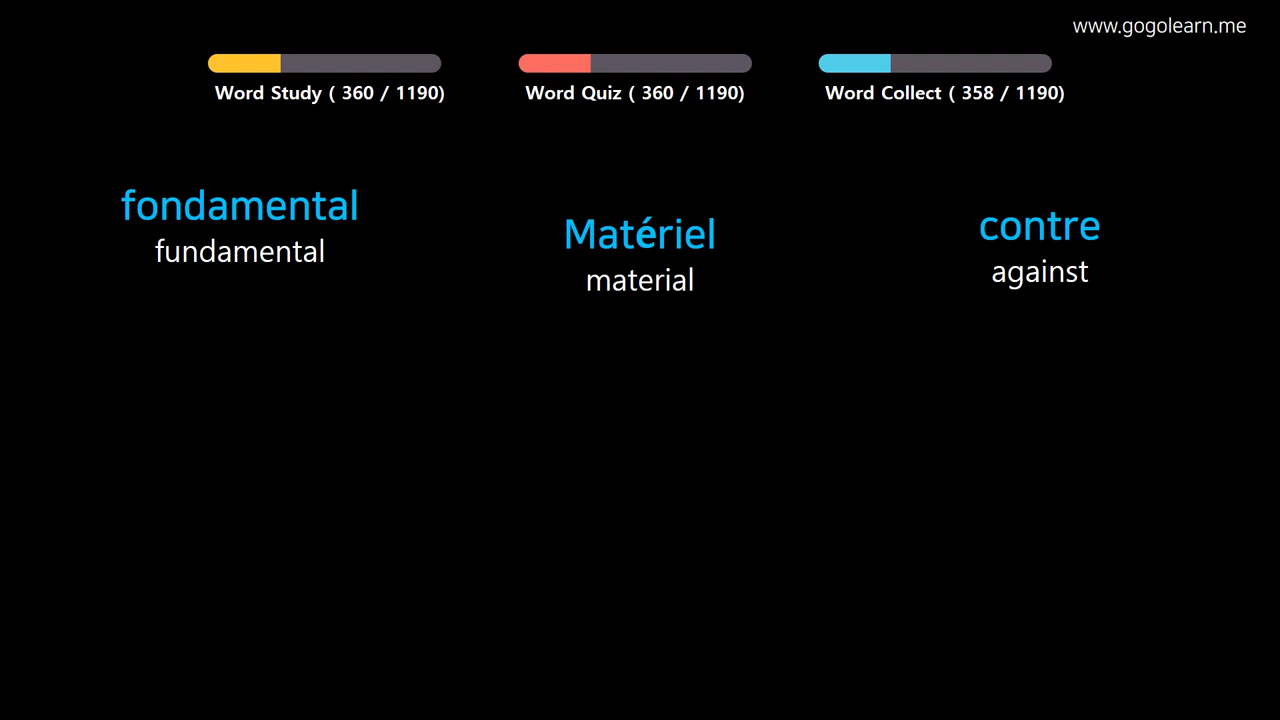 www.gogolearn.me
Word Study ( 360 / 1190)
Word Quiz ( 360 / 1190)
Word Collect ( 358 / 1190)
fondamental
fundamental
Matériel
material
contre
against